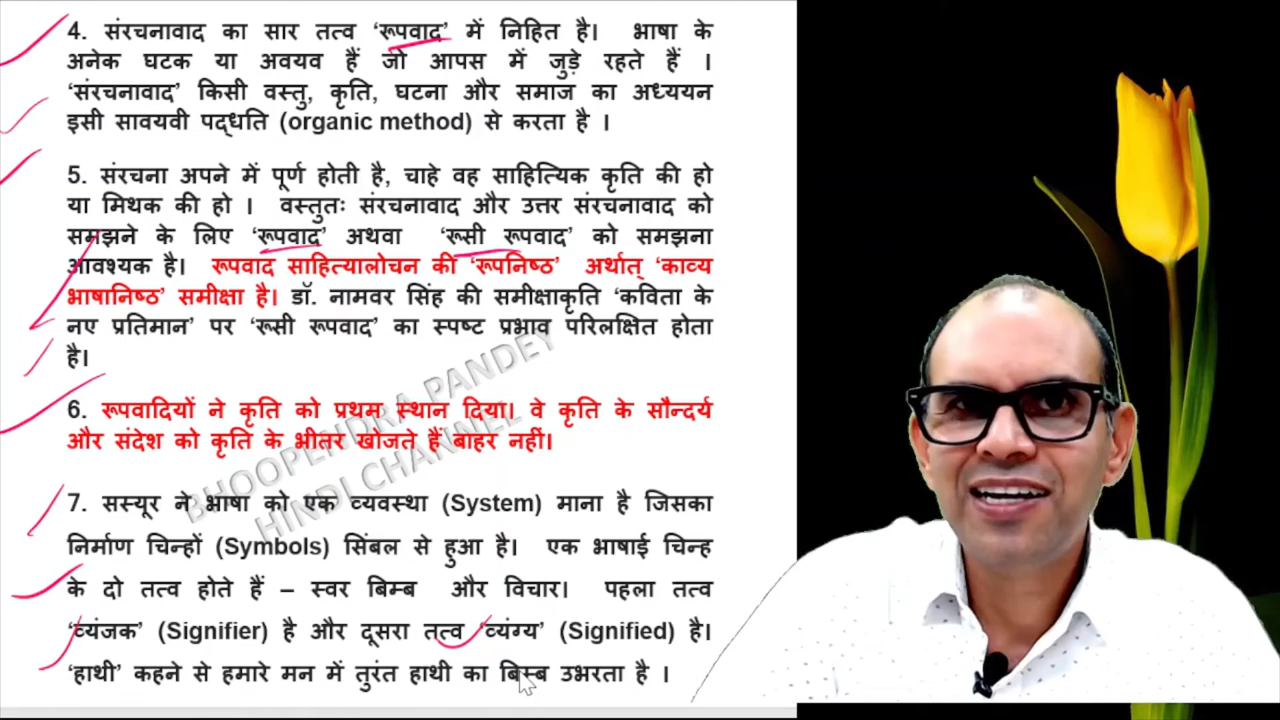 4. संरचनावाद का सार तत्व ‘रूपवाद’ में निहित है। भाषा के
अनेक घटक या अवयव हैं जो आपस में जुड़े रहते हैं ।
‘संरचनावाद’ किसी वस्तु, कृति, घटना और समाज का अध्ययन
इसी सावयवी पद्धति (organic method) से करता है ।
5. संरचना अपने में पूर्ण होती है, चाहे वह साहित्यिक कृति की हो
या मिथक की हो । वस्तुतः संरचनावाद और उत्तर संरचनावाद को
समझने के लिए ‘रूपवाद’ अथवा ‘रूसी रूपवाद’ को समझना
आवश्यक है। रूपवाद साहित्यालोचन की ‘रूपनिष्ठ’ अर्थात् ‘काव्य
भाषानिष्ठ’ समीक्षा है। डॉ. नामवर सिंह की समीक्षाकृति ‘कविता के
नए प्रतिमान’ पर ‘रूसी रूपवाद’ का स्पष्ट प्रभाव परिलक्षित होता
है।
6. रूपवादियों ने कृति को प्रथम स्थान दिया। वे कृति के सौन्दर्य
और संदेश को कृति के भीतर खोजते हैं बाहर नहीं।
7. सस्यूर ने भाषा को एक व्यवस्था (System) माना है जिसका
निर्माण चिन्हों (Symbols) सिंबल से हुआ है। एक भाषाई चिन्ह
के दो तत्व होते हैं – स्वर बिम्ब और विचार। पहला तत्व
‘व्यंजक’ (Signifier) है और दूसरा तत्व ‘व्यंग्य’ (Signified) है।
‘हाथी’ कहने से हमारे मन में तुरंत हाथी का बिम्ब उभरता है ।
BHOOPENDRA PANDEY
HINDI CHANNEL